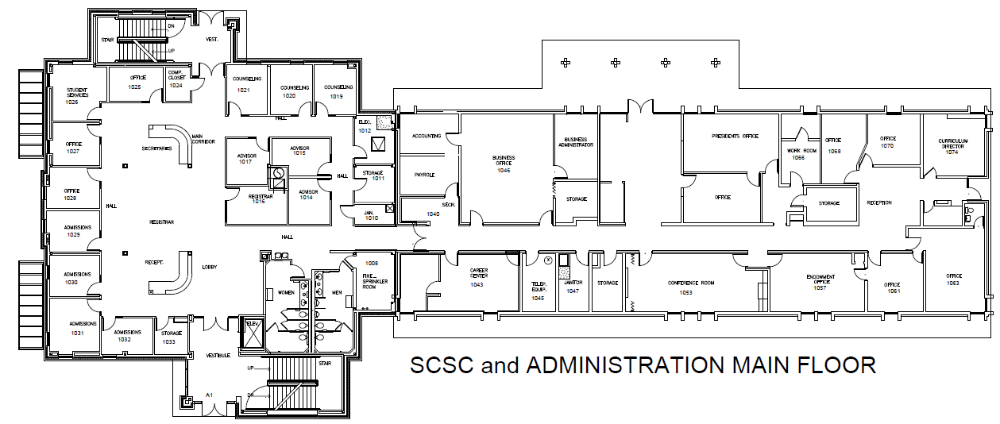 DN
STAIR
UP
VEST.
STUDENT
SERVICES
1026
OFFICE
1025
COMP.
CLOSET
1024
COUNSELING
1021
COUNSELING
1020
COUNSELING
1019
HALL
ELEC.
1012
OFFICE
1027
SECRETARIES
MAIN
CORRIDOR
ADVISOR
1017
ADVISOR
1015
HALL
STORAGE
1011
OFFICE
1028
HALL
REGISTRAR
1016
ADVISOR
1014
JAN.
1010
ADMISSIONS
1029
REGISTRAR
HALL
ADMISSIONS
1030
RECEPT.
LOBBY
WOMEN
MEN
1008
FIRE
SPRINKLER
ROOM
ADMISSIONS
1031
ADMISSIONS
1032
STORAGE
1033
ELEV.
VESTIBULE
UP
STAIR
DN
A1
ACCOUNTING
PAYROLE
SECR.
1040
BUSINESS
OFFICE
1046
BUSINESS
ADMINISTRATOR
STORAGE
PRESIDENTS OFFICE
OFFICE
WORK ROOM
1066
OFFICE
1068
OFFICE
1070
CURRICULUM
DIRECTOR
1074
STORAGE
RECEPTION
CAREER
CENTER
1043
TELEP.
EQUIP.
1045
JANITOR
1047
STORAGE
CONFERENCE ROOM
1053
ENDOWMENT
OFFICE
1057
OFFICE
1061
OFFICE
1063
SCSC and ADMINISTRATION MAIN FLOOR